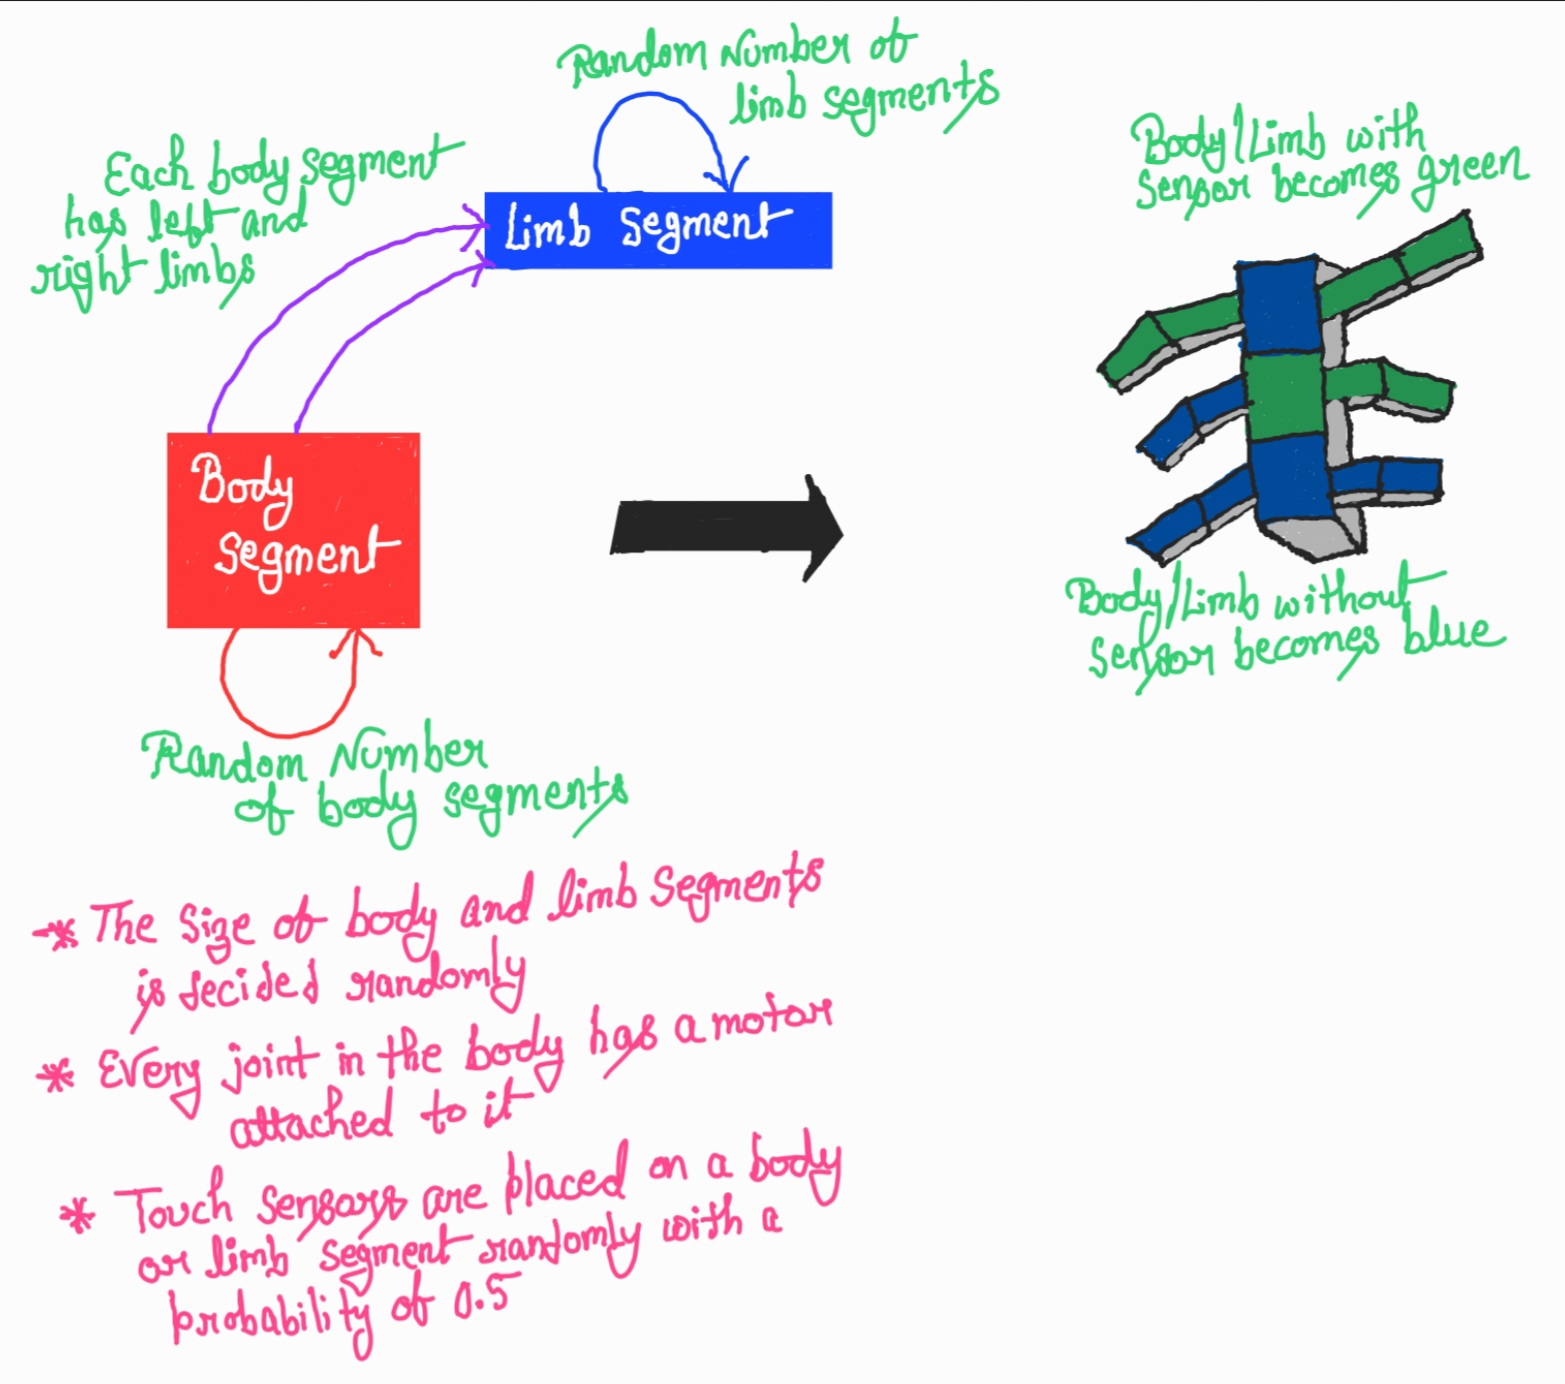 Random Number of
limb segments
Each body segment
has left and
right limbs
Limb Segment
Body
Segment
Random Number
of body segments
Body/Limb with
Sensor becomes green
Body/Limb without
Sensor becomes blue
* The Size of body and limb Segments
is decided randomly
* Every joint in the body has a motor
attached to it
* Touch Sensors are placed on a body
or limb segment randomly with a
probability of 0.5